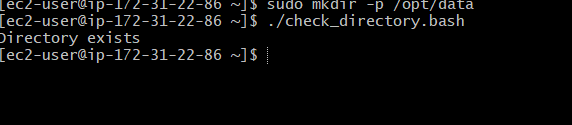 [ec2-user@ip-172-31-22-86 ~]$ sudo mkdir -p /opt/data
[ec2-user@ip-172-31-22-86 ~]$ ./check_directory.bash
Directory exists
[ec2-user@ip-172-31-22-86 ~]$